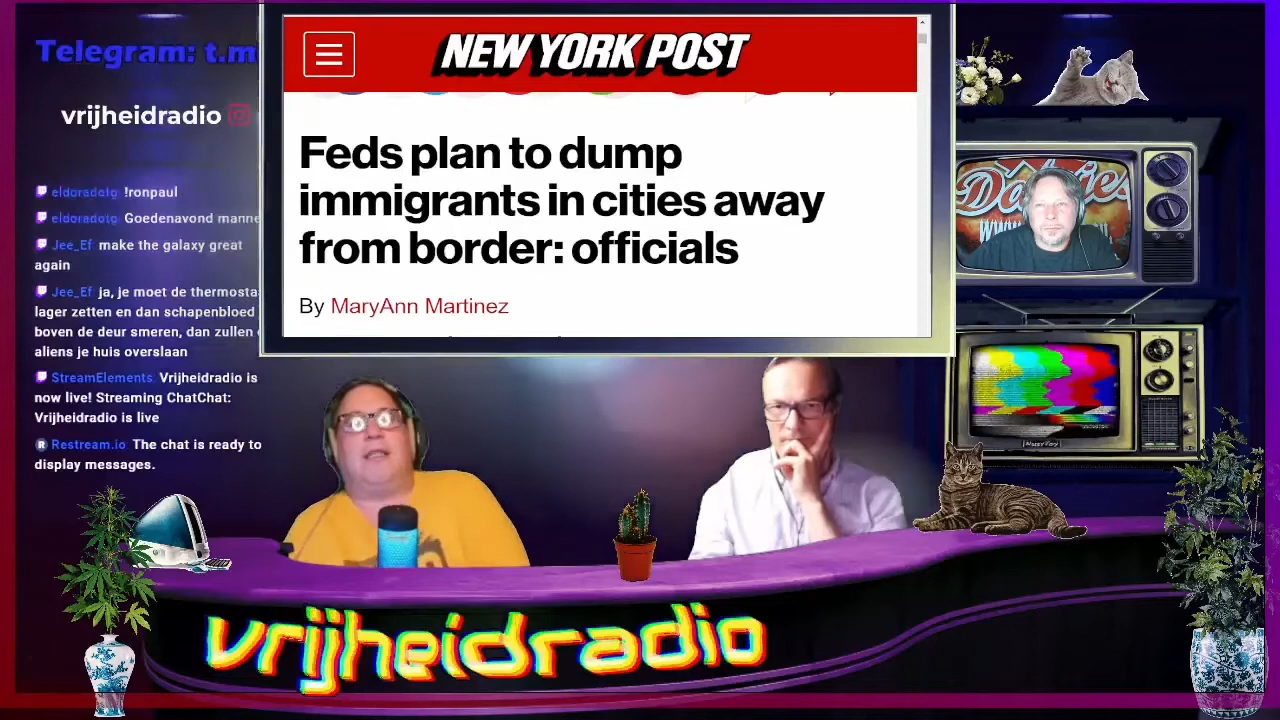 Telegram: t.m
vrijheidradio
eldoradoto !ronpaul
eldoradoto Goedenavond manne
Jee_Ef make the galaxy great
again
Jee_Ef ja, je moet de thermosta
lager zetten en dan schapenbloed
boven de deur smeren, dan zullen
aliens je huis overslaan
StreamElements Vrijheidradio is
now live! Streaming ChatChat:
Vrijheidradio is live
Restream.io The chat is ready to
display messages.
NEW YORK POST
Feds plan to dump
immigrants in cities away
from border: officials
By MaryAnn Martinez
vrijheidradio